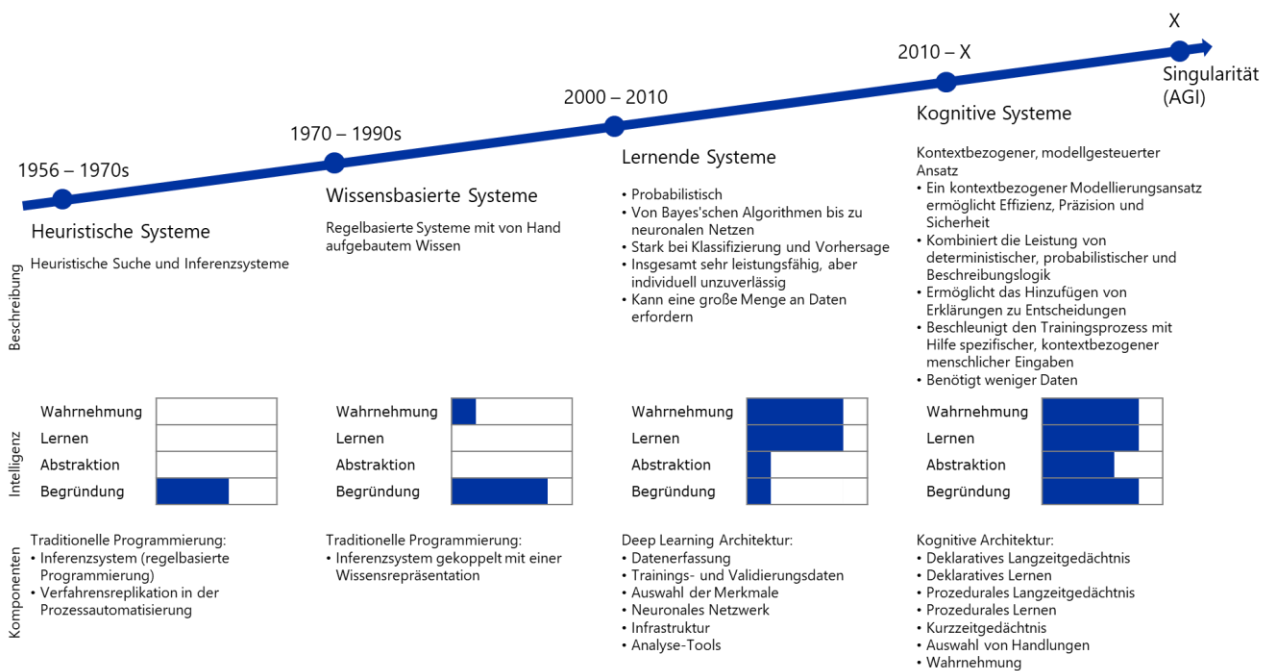 X
2010 – X
Singularität
(AGI)
2000 – 2010
Kognitive Systeme
1970 – 1990s
Lernende Systeme
1956 – 1970s
Wissensbasierte Systeme
Heuristische Systeme
Beschreibung
Heuristische Suche und Inferenzsysteme
Regelbasierte Systeme mit von Hand
aufgebautem Wissen
• Probabilistisch
• Von Bayes'schen Algorithmen bis zu
neuronalen Netzen
• Stark bei Klassifizierung und Vorhersage
• Insgesamt sehr leistungsfähig, aber
individuell unzuverlässig
• Kann eine große Menge an Daten
erfordern
Kontextbezogener, modellgesteuerter
Ansatz
• Ein kontextbezogener Modellierungsansatz
ermöglicht Effizienz, Präzision und
Sicherheit
• Kombiniert die Leistung von
deterministischer, probabilistischer und
Beschreibungslogik
• Ermöglicht das Hinzufügen von
Erklärungen zu Entscheidungen
• Beschleunigt den Trainingsprozess mit
Hilfe spezifischer, kontextbezogener
menschlicher Eingaben
• Benötigt weniger Daten
Intelligenz
Wahrnehmung
Lernen
Abstraktion
Begründung
Wahrnehmung
Lernen
Abstraktion
Begründung
Wahrnehmung
Lernen
Abstraktion
Begründung
Wahrnehmung
Lernen
Abstraktion
Begründung
Komponenten
Traditionelle Programmierung:
• Inferenzsystem (regelbasierte
Programmierung)
• Verfahrensreplikation in der
Prozessautomatisierung
Traditionelle Programmierung:
• Inferenzsystem gekoppelt mit einer
Wissensrepräsentation
Deep Learning Architektur:
• Datenerfassung
• Trainings- und Validierungsdaten
• Auswahl der Merkmale
• Neuronales Netzwerk
• Infrastruktur
• Analyse-Tools
Kognitive Architektur:
• Deklaratives Langzeitgedächtnis
• Deklaratives Lernen
• Prozedurales Langzeitgedächtnis
• Prozedurales Lernen
• Kurzzeitgedächtnis
• Auswahl von Handlungen
• Wahrnehmung